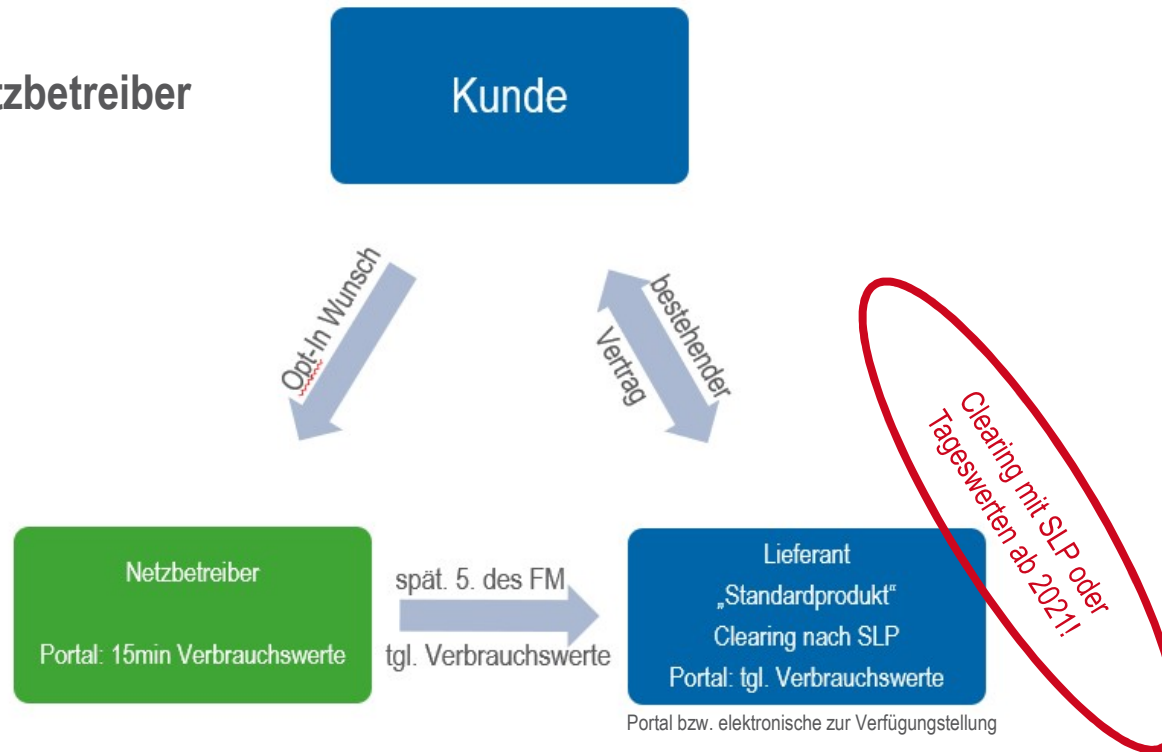 tzbetreiber
Kunde
Opt-In Wunsch
bestehender
Vertrag
Clearing mit SLP oder
Tageswerten ab 2021!
Netzbetreiber
Portal: 15min Verbrauchswerte
spät. 5. des FM
tgl. Verbrauchswerte
Lieferant
„Standardprodukt“
Clearing nach SLP
Portal: tgl. Verbrauchswerte
Portal bzw. elektronische zur Verfügungstellung